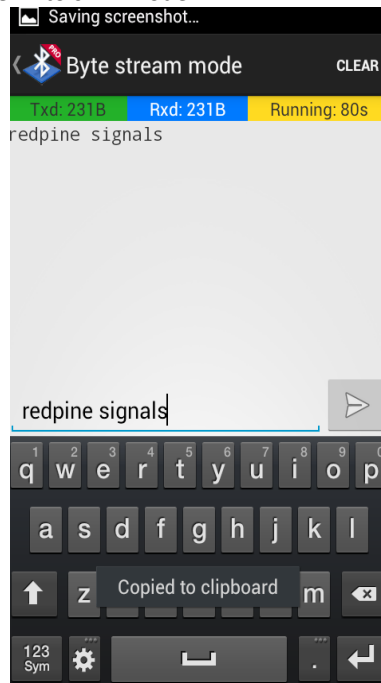 Saving screenshot...
PRO
Byte stream mode
CLEAR
Txd: 231B
Rxd: 231B
Running: 80s
redpine signals
redpine signals
1 2 3 4 5 6 7 8 9 0
q w e r t y u i o p
a s d f g h j k l
z
Copied to clipboard
m
123
Sym
.